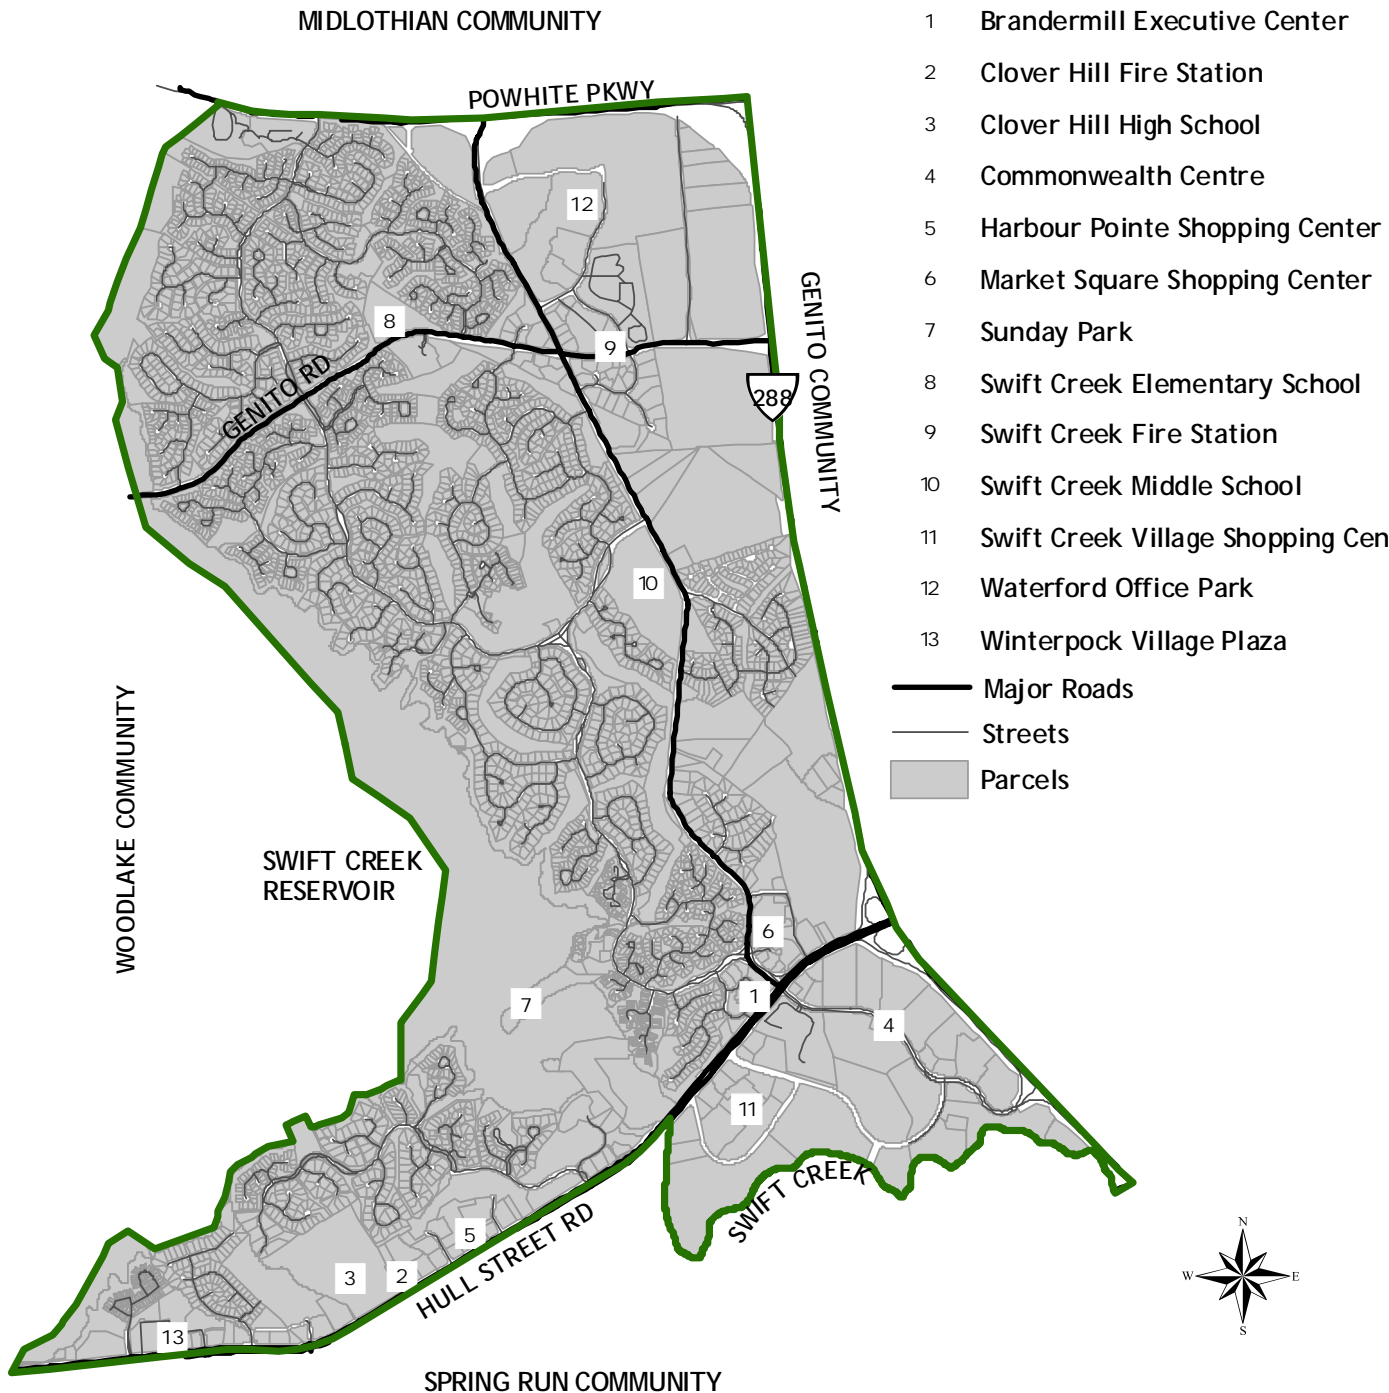 MIDLOTHIAN COMMUNITY
1 Brandermill Executive Center
2 Clover Hill Fire Station
3 Clover Hill High School
4 Commonwealth Centre
5 Harbour Pointe Shopping Center
6 Market Square Shopping Center
7 Sunday Park
8 Swift Creek Elementary School
9 Swift Creek Fire Station
10 Swift Creek Middle School
11 Swift Creek Village Shopping Cen
12 Waterford Office Park
13 Winterpock Village Plaza
Major Roads
Streets
Parcels
POWHITE PKWY
12
GENITO COMMUNITY
8
9
GENITO RD
288
10
WOODLAKE COMMUNITY
SWIFT CREEK
RESERVOIR
6
7
1
4
11
SWIFT CREEK
5
HULL STREET RD
3
2
13
SPRING RUN COMMUNITY
N
W
E
S